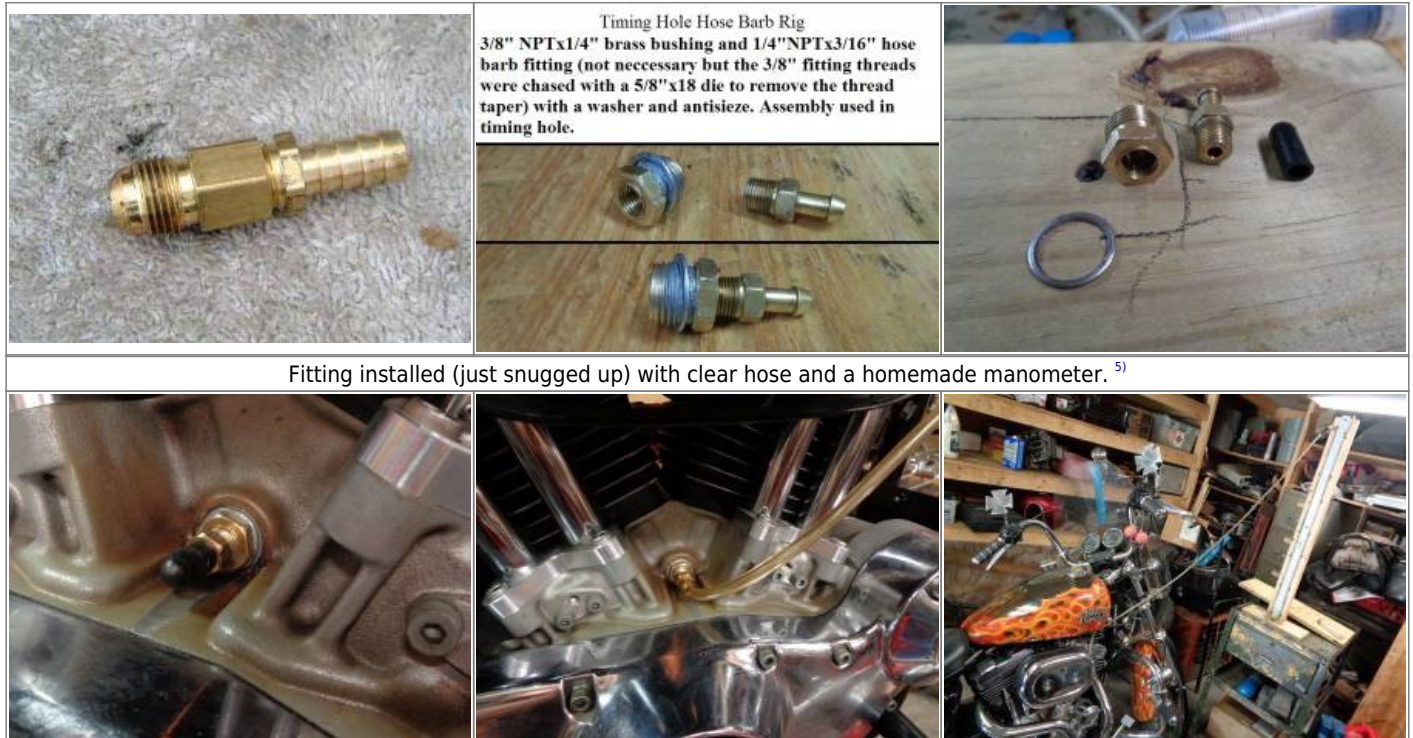 Timing Hole Hose Barb Rig
3/8" NPTx1/4" brass bushing and 1/4"NPTx3/16" hose
barb fitting (not neccessary but the 3/8" fitting threads
were chased with a 5/8"x18 die to remove the thread
taper) with a washer and antisieze. Assembly used in
timing hole.
Fitting installed (just snugged up) with clear hose and a homemade manometer. 5)